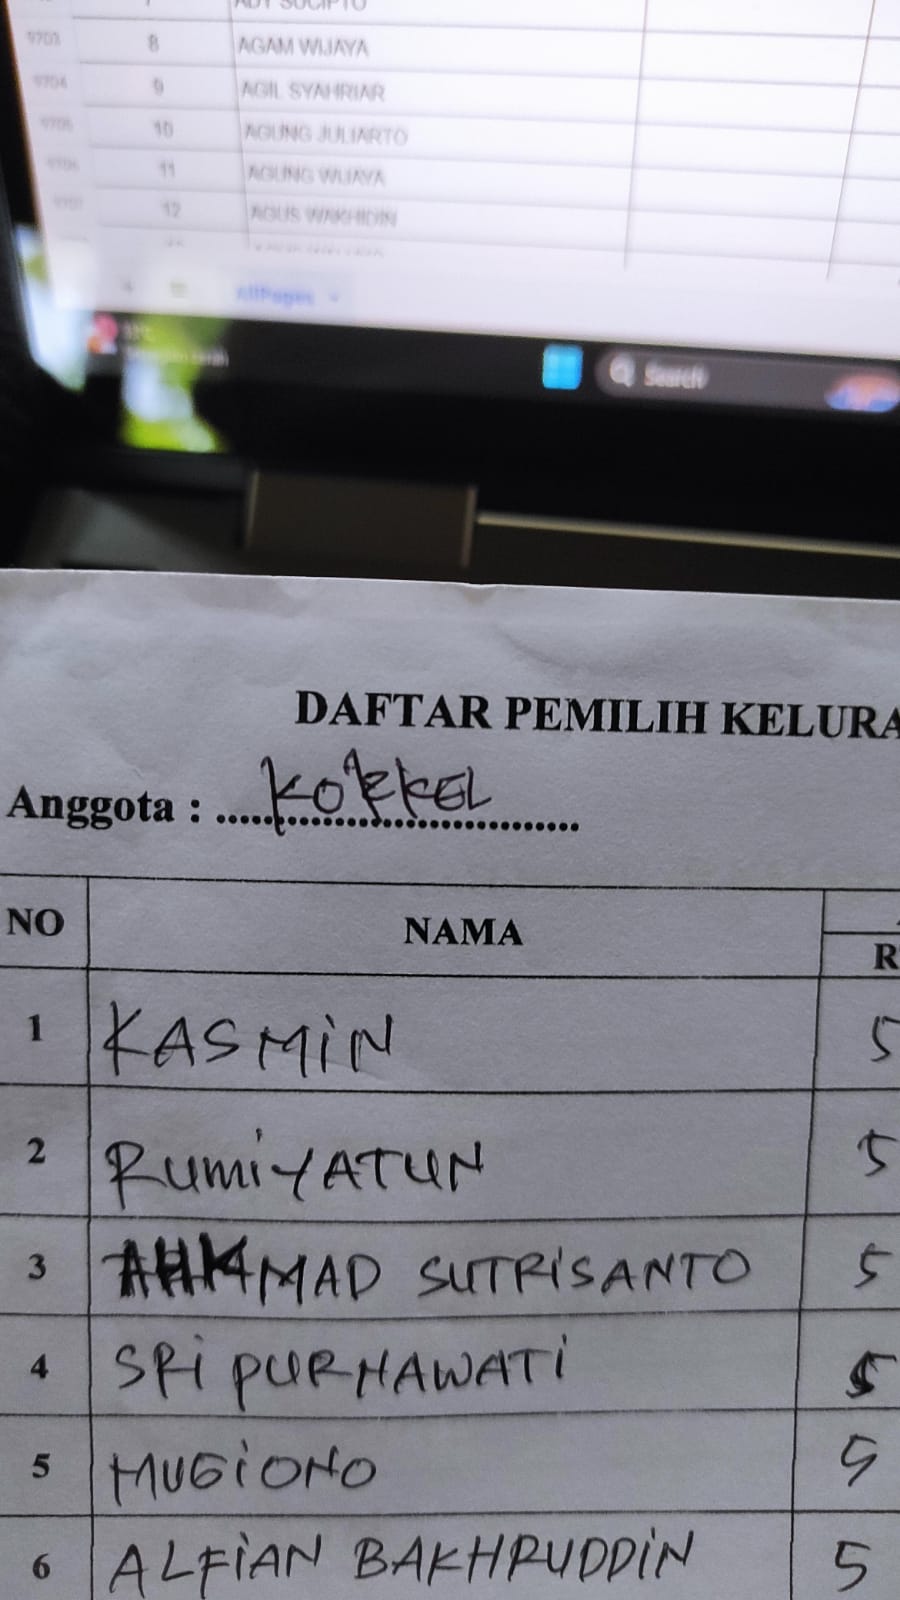 ADY SUCIPTO
9703 8 AGAM WIJAYA
9704 9 AGIL SYAHRIAR
9705 10 AGUNG JULIARTO
9706 11 AGUNG WIJAYA
9707 12 AGUS WAKHIDIN
AllPages
Search
DAFTAR PEMILIH KELURA
Anggota :
NO NAMA R
1 KASMIN 5
2 RUMIYATUN 5
3 AHMAD SUTRISANTO 5
4 SRI PURNAWATI 5
5 MUGIONO 5
6 ALFIAN BAKHRUDDIN 5